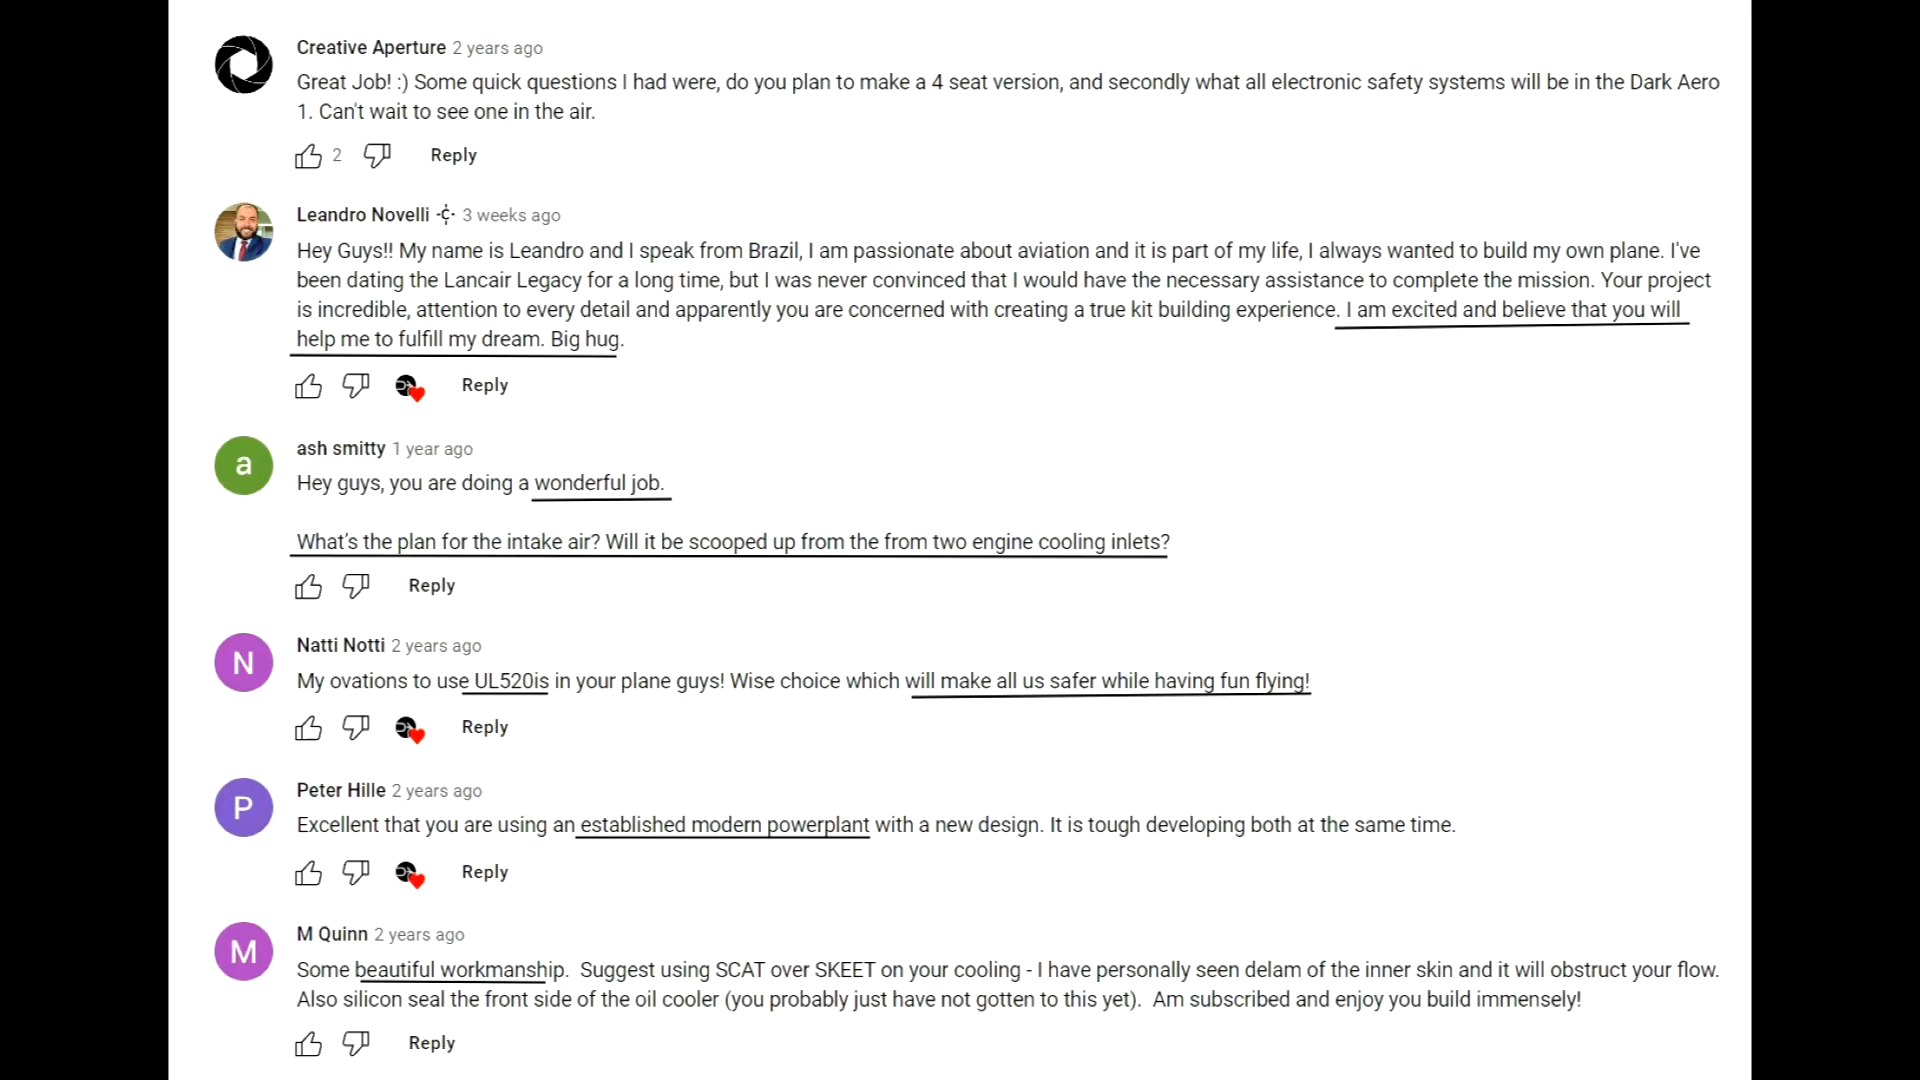 Creative Aperture 2 years ago
Great Job! :) Some quick questions I had were, do you plan to make a 4 seat version, and secondly what all electronic safety systems will be in the Dark Aero
1. Can't wait to see one in the air.
2 Reply
Leandro Novelli -¢- 3 weeks ago
Hey Guys!! My name is Leandro and I speak from Brazil, I am passionate about aviation and it is part of my life, I always wanted to build my own plane. I've
been dating the Lancair Legacy for a long time, but I was never convinced that I would have the necessary assistance to complete the mission. Your project
is incredible, attention to every detail and apparently you are concerned with creating a true kit building experience. I am excited and believe that you will
help me to fulfill my dream. Big hug.
Reply
a
ash smitty 1 year ago
Hey guys, you are doing a wonderful job.
What's the plan for the intake air? Will it be scooped up from the from two engine cooling inlets?
Reply
N
Natti Notti 2 years ago
My ovations to use UL520is in your plane guys! Wise choice which will make all us safer while having fun flying!
Reply
P
Peter Hille 2 years ago
Excellent that you are using an established modern powerplant with a new design. It is tough developing both at the same time.
Reply
M
M Quinn 2 years ago
Some beautiful workmanship.  Suggest using SCAT over SKEET on your cooling - I have personally seen delam of the inner skin and it will obstruct your flow.
Also silicon seal the front side of the oil cooler (you probably just have not gotten to this yet).  Am subscribed and enjoy you build immensely!
Reply